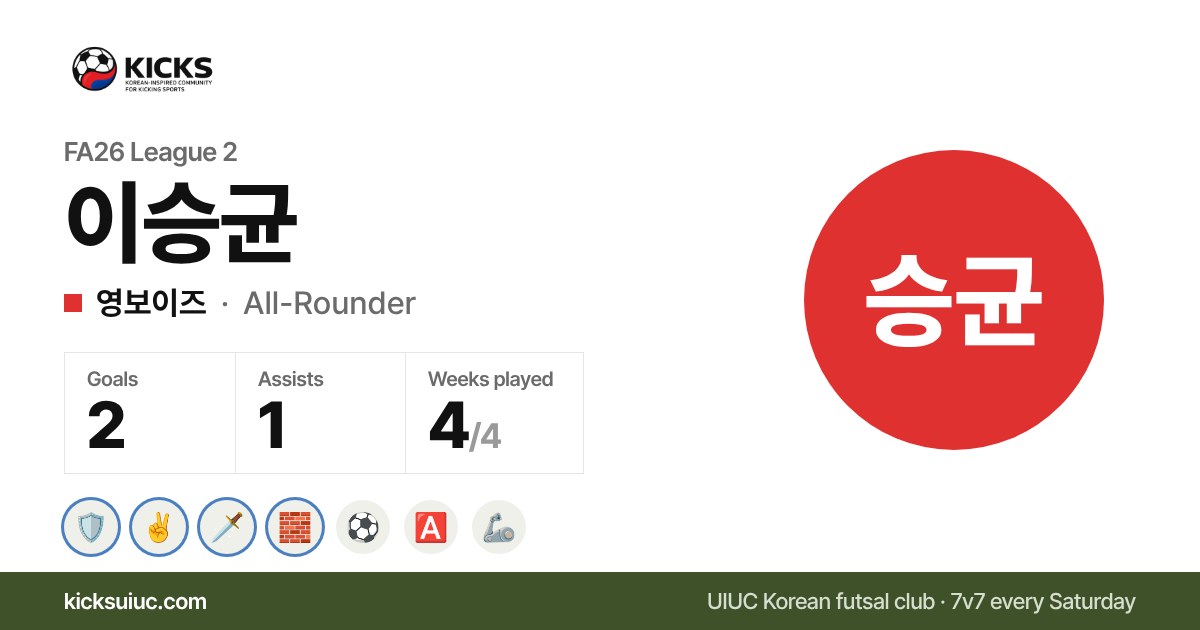 KICKS
KOREAN-INSPIRED COMMUNITY
FOR KICKING SPORTS
FA26 League 2
이승균
영보이즈 · All-Rounder
승균
Goals
2
Assists
1
Weeks played
4/4
A
kicksuiuc.com
UIUC Korean futsal club · 7v7 every Saturday